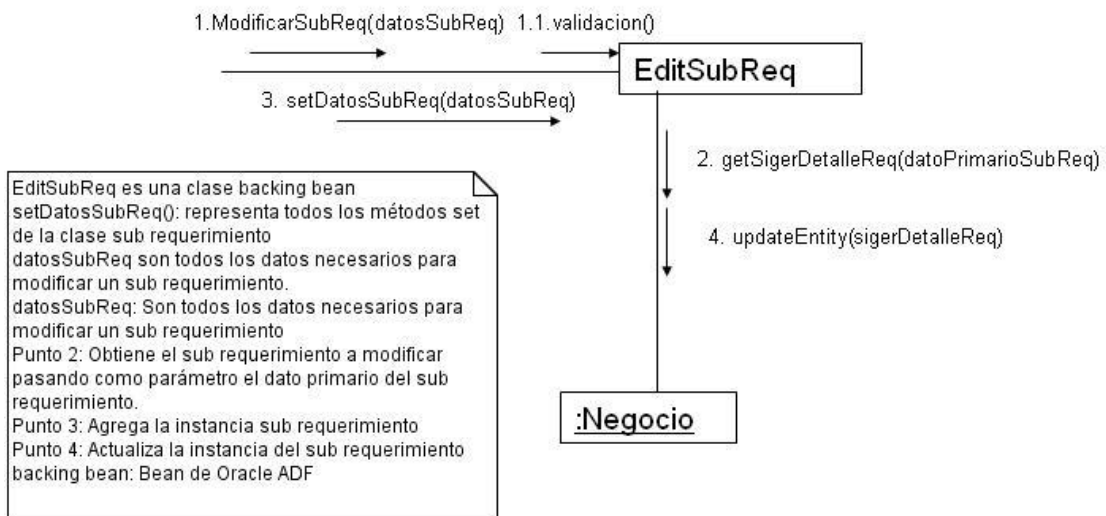 1.ModificarSubReq(datosSubReq) 1.1.validacion()
EditSubReq
3. setDatosSubReq(datosSubReq)
2. getSigerDetalleReq(datoPrimarioSubReq)
4. updateEntity(sigerDetalleReq)
EditSubReq es una clase backing bean
setDatosSubReq(): representa todos los métodos set
de la clase sub requerimiento
datosSubReq son todos los datos necesarios para
modificar un sub requerimiento.
datosSubReq: Son todos los datos necesarios para
modificar un sub requerimiento
Punto 2: Obtiene el sub requerimiento a modificar
pasando como parámetro el dato primario del sub
requerimiento.
Punto 3: Agrega la instancia sub requerimiento
Punto 4: Actualiza la instancia del sub requerimiento
backing bean: Bean de Oracle ADF
:Negocio